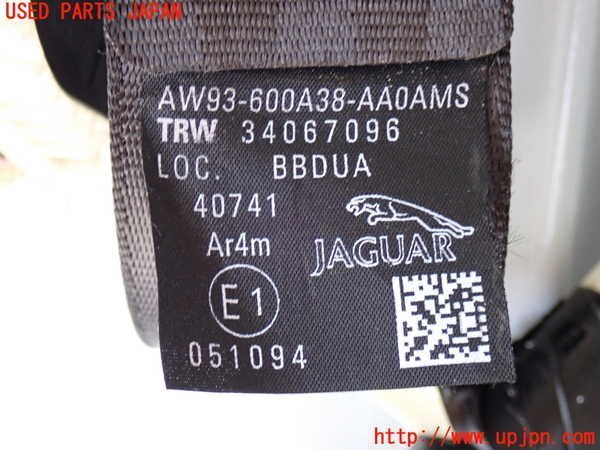 USED PARTS JAPAN
AW93-600A38-AA0AMS
TRW 34067096
LOC. BBDUA
40741
Ar4m
JAGUAR
E1
051094
http://www.upjpn.com/